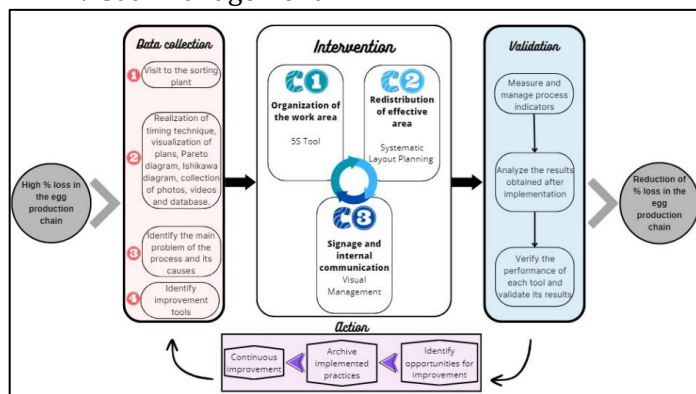 Data collection
1
Visit to the sorting
plant
2
Realization of
timing technique,
visualization of
plans, Pareto
diagram, Ishikawa
diagram, collection
of photos, videos
and database.
3
Identify the main
problem of the
process and its
causes
4
Identify
improvement
tools
High % loss in
the egg
production
chain
Intervention
C1
Organization of
the work area
5S Tool
C2
Redistribution of
effective
area
Systematic
Layout Planning
C3
Signage and
internal
communication
Visual
Management
Validation
Measure and
manage process
indicators
Analyze the results
obtained after
implementation
Verify the
performance of
each tool and
validate its results
Reduction of
% loss in the
egg
production
chain
Action
Continuous
improvement
Archive
implemented
practices
Identify
opportunities for
improvement